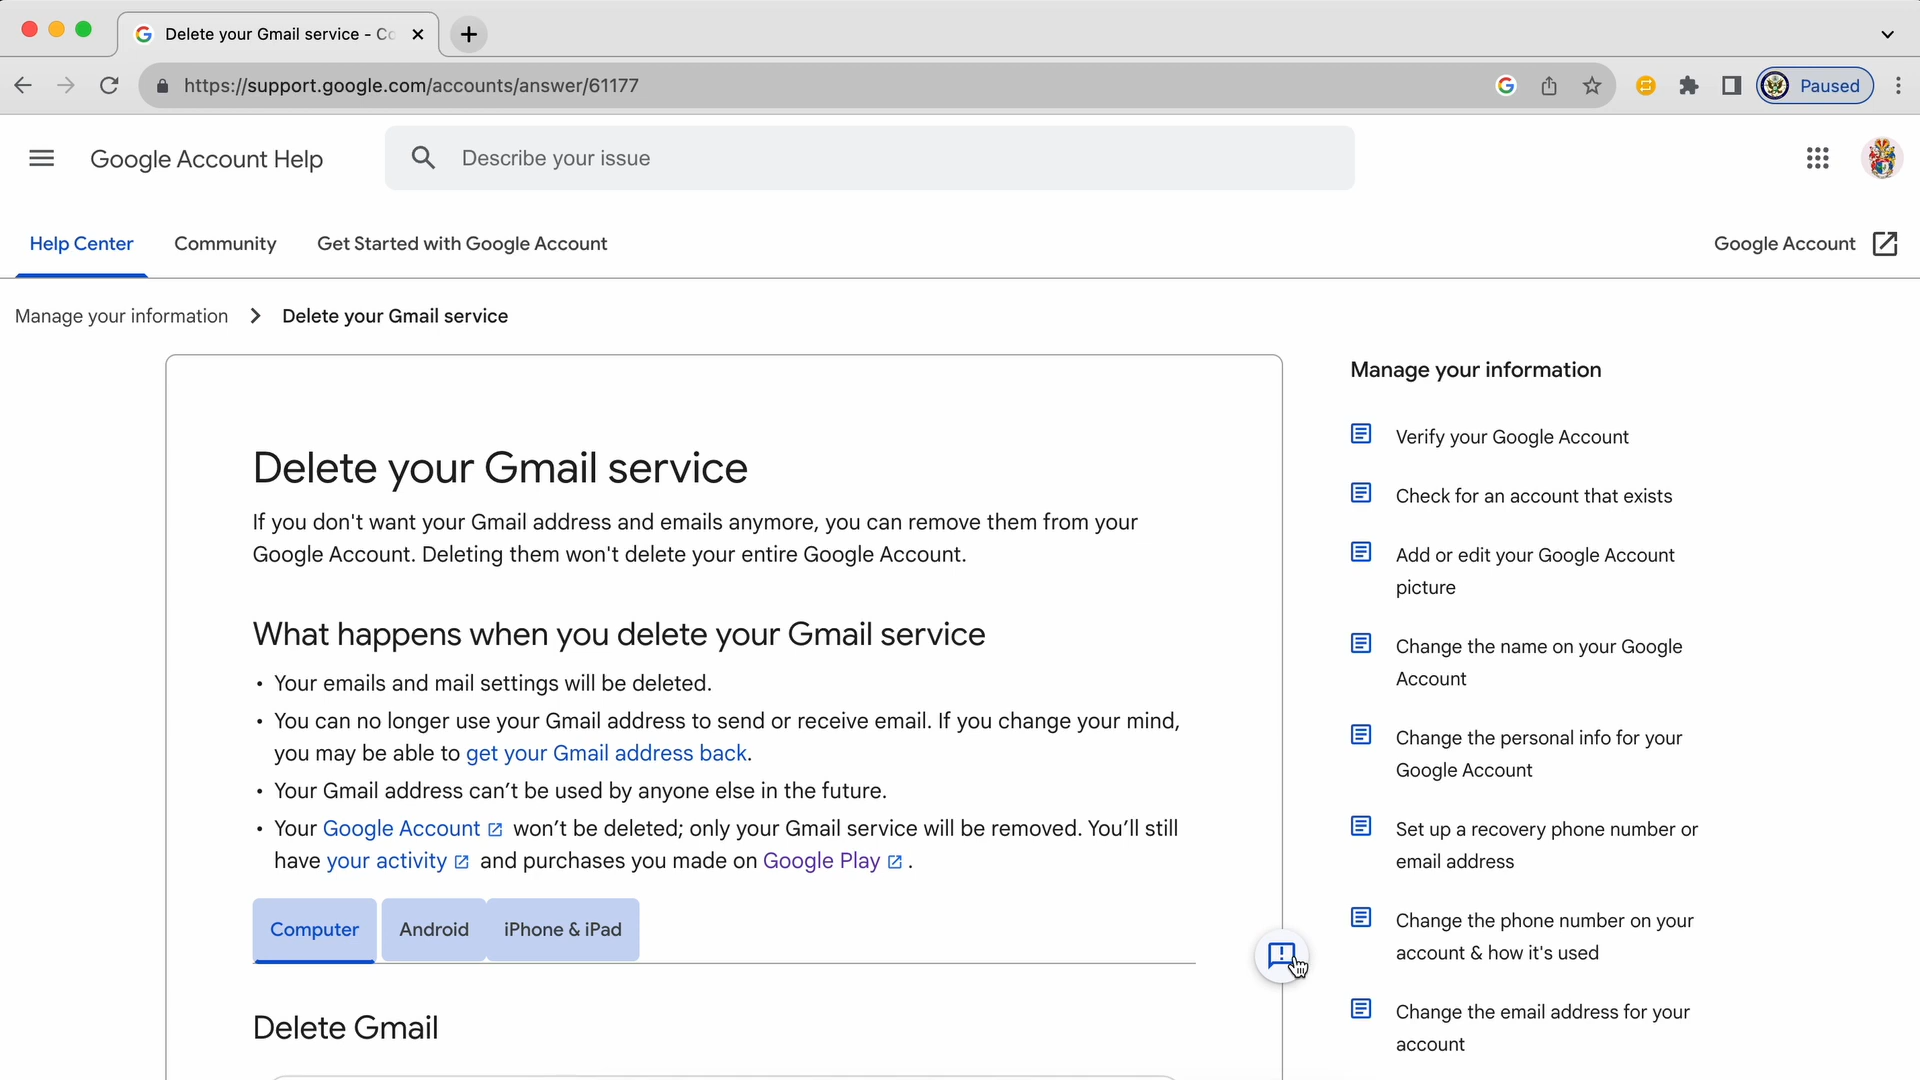 Delete your Gmail service - Co
https://support.google.com/accounts/answer/61177
Paused
Google Account Help
Describe your issue
Help Center
Community
Get Started with Google Account
Google Account
Manage your information
Delete your Gmail service
Delete your Gmail service
If you don't want your Gmail address and emails anymore, you can remove them from your
Google Account. Deleting them won't delete your entire Google Account.
What happens when you delete your Gmail service
• Your emails and mail settings will be deleted.
• You can no longer use your Gmail address to send or receive email. If you change your mind,
you may be able to get your Gmail address back.
• Your Gmail address can’t be used by anyone else in the future.
• Your Google Account won’t be deleted; only your Gmail service will be removed. You’ll still
have your activity and purchases you made on Google Play .
Computer
Android
iPhone & iPad
Delete Gmail
Manage your information
Verify your Google Account
Check for an account that exists
Add or edit your Google Account
picture
Change the name on your Google
Account
Change the personal info for your
Google Account
Set up a recovery phone number or
email address
Change the phone number on your
account & how it's used
Change the email address for your
account